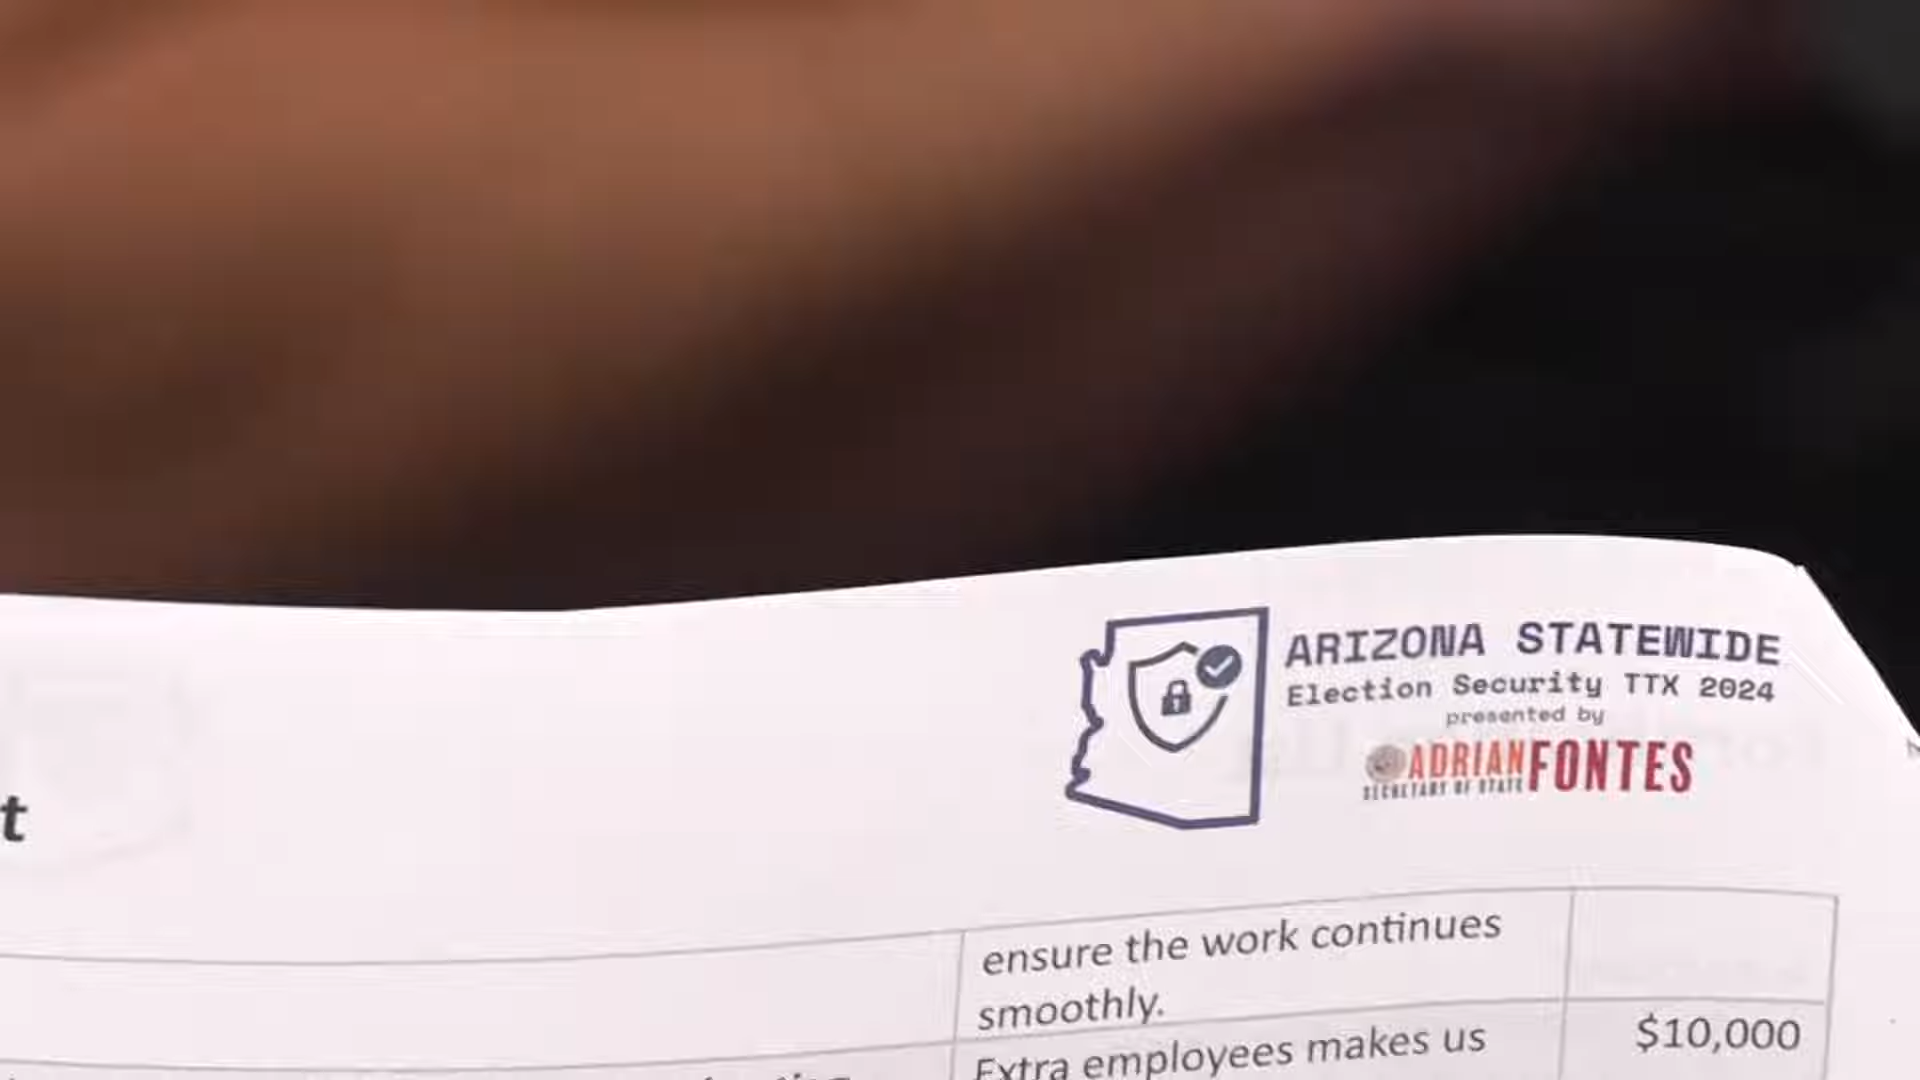 ARIZONA STATEWIDE
Election Security TTX 2024
presented by
ADRIAN FONTES
SECRETARY OF STATE
t
ensure the work continues
smoothly.
$10,000
Extra employees makes us